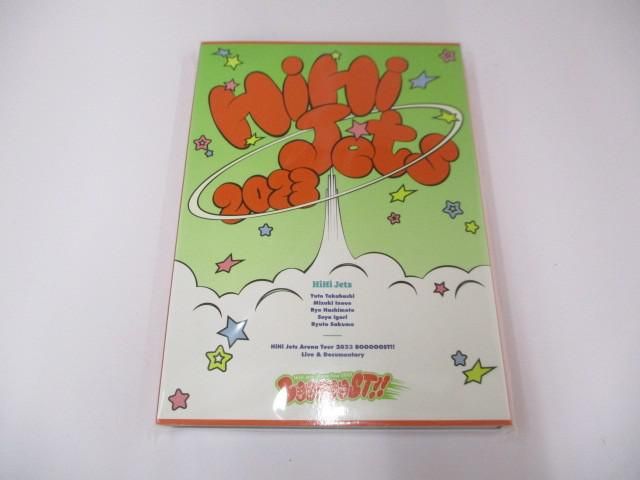 HiHi
Jets
2023
HiHi Jets
Yuto Takahashi
Mizuki Inoue
Ryo Hashimoto
Soya Igari
Ryuto Sakuma
HiHi Jets Arena Tour 2023 BOOOOOST!!
Live & Documentary
BOOOOOST!!